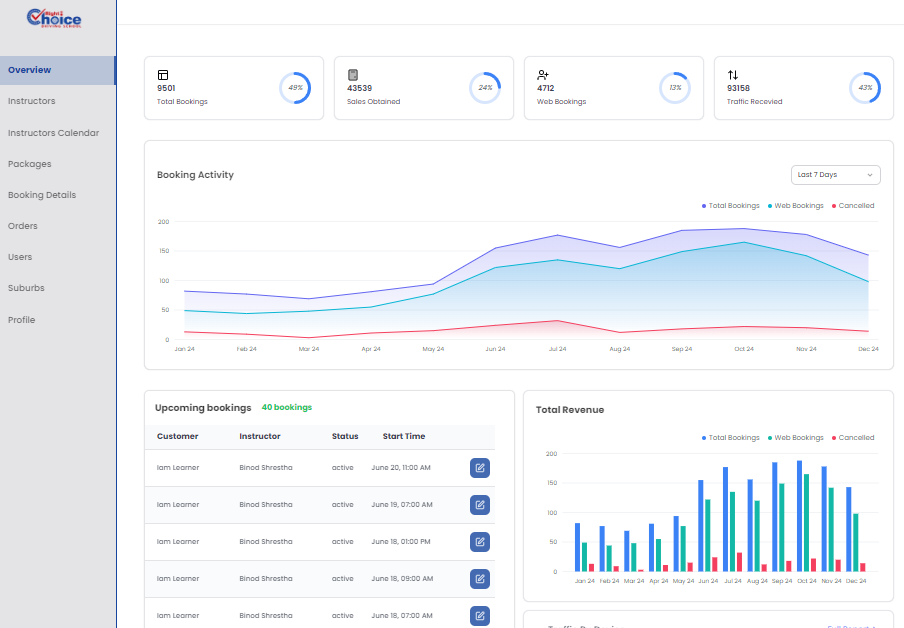 Right
Choice
DRIVING SCHOOL
Overview
Instructors
Instructors Calendar
Packages
Booking Details
Orders
Users
Suburbs
Profile
9501
Total Bookings
49%
43539
Sales Obtained
24%
4712
Web Bookings
13%
93158
Traffic Recevied
43%
Booking Activity
Last 7 Days
Total Bookings Web Bookings Cancelled
200
150
100
50
0
Jan 24 Feb 24 Mar 24 Apr 24 May 24 Jun 24 Jul 24 Aug 24 Sep 24 Oct 24 Nov 24 Dec 24
Upcoming bookings 40 bookings
Customer Instructor Status Start Time
Iam Learner Binod Shrestha active June 20, 11:00 AM
Iam Learner Binod Shrestha active June 19, 07:00 AM
Iam Learner Binod Shrestha active June 18, 01:00 PM
Iam Learner Binod Shrestha active June 18, 09:00 AM
Iam Learner Binod Shrestha active June 18, 07:00 AM
Total Revenue
Total Bookings Web Bookings Cancelled
200
150
100
50
0
Jan 24 Feb 24 Mar 24 Apr 24 May 24 Jun 24 Jul 24 Aug 24 Sep 24 Oct 24 Nov 24 Dec 24